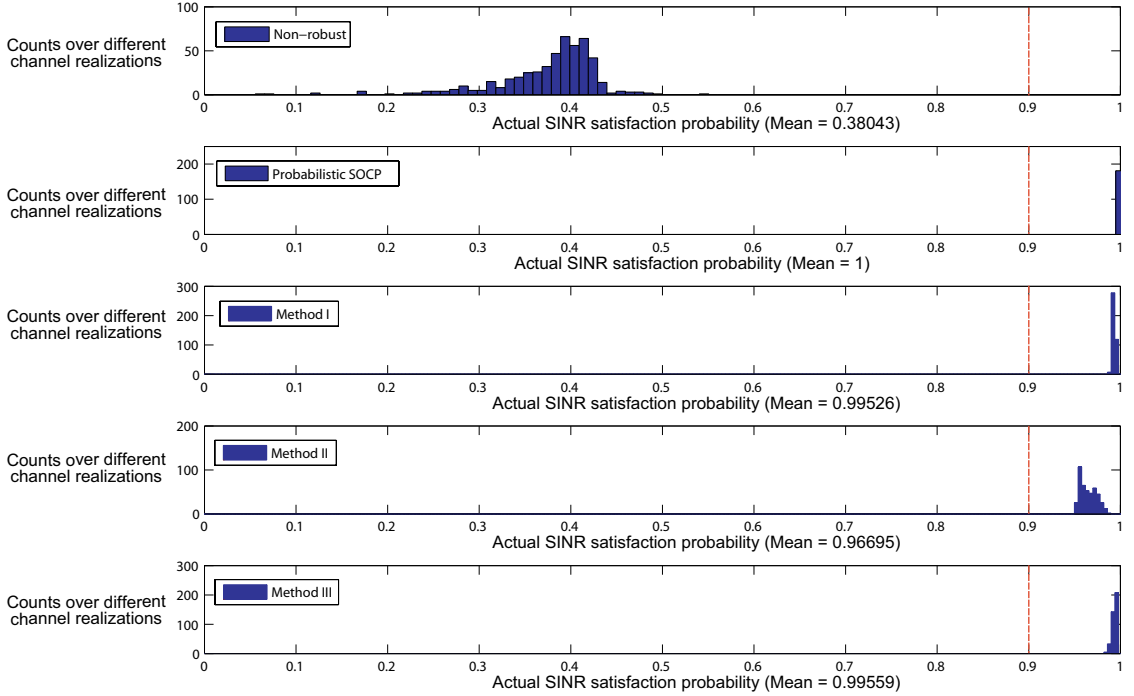 100
50
0
Counts over different
channel realizations
Non−robust
0 0.1 0.2 0.3 0.4 0.5 0.6 0.7 0.8 0.9 1
Actual SINR satisfaction probability (Mean = 0.38043)
200
100
0
Counts over different
channel realizations
Probabilistic SOCP
0 0.1 0.2 0.3 0.4 0.5 0.6 0.7 0.8 0.9 1
Actual SINR satisfaction probability (Mean = 1)
300
200
100
0
Counts over different
channel realizations
Method I
0 0.1 0.2 0.3 0.4 0.5 0.6 0.7 0.8 0.9 1
Actual SINR satisfaction probability (Mean = 0.99526)
200
100
0
Counts over different
channel realizations
Method II
0 0.1 0.2 0.3 0.4 0.5 0.6 0.7 0.8 0.9 1
Actual SINR satisfaction probability (Mean = 0.96695)
300
200
100
0
Counts over different
channel realizations
Method III
0 0.1 0.2 0.3 0.4 0.5 0.6 0.7 0.8 0.9 1
Actual SINR satisfaction probability (Mean = 0.99559)